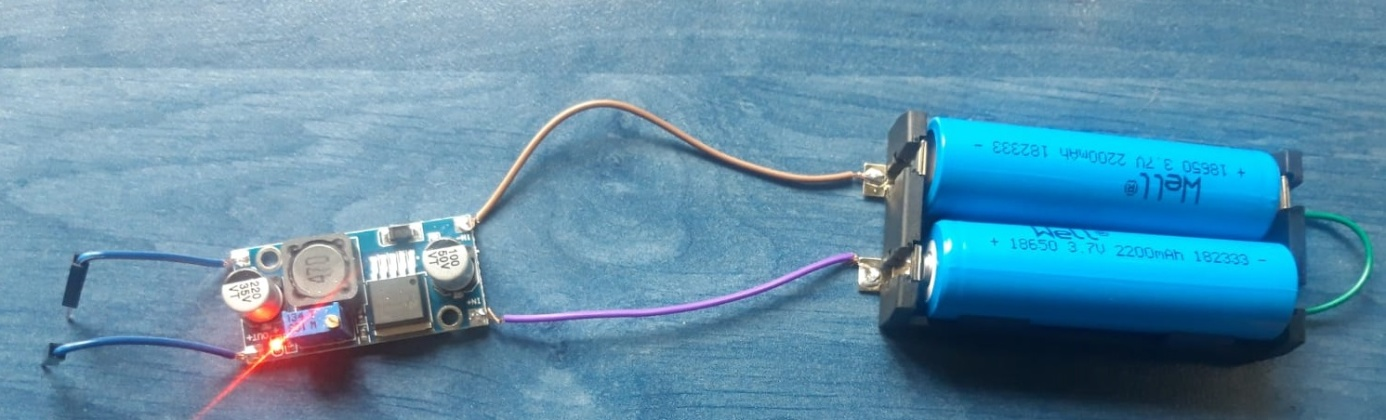 - 182333 2200mAh 3.7V 18650 +
Well®
Well®
+ 18650 3.7V 2200mAh 182333 -
470
100
50V
VT
220
35V
VT
OUT+